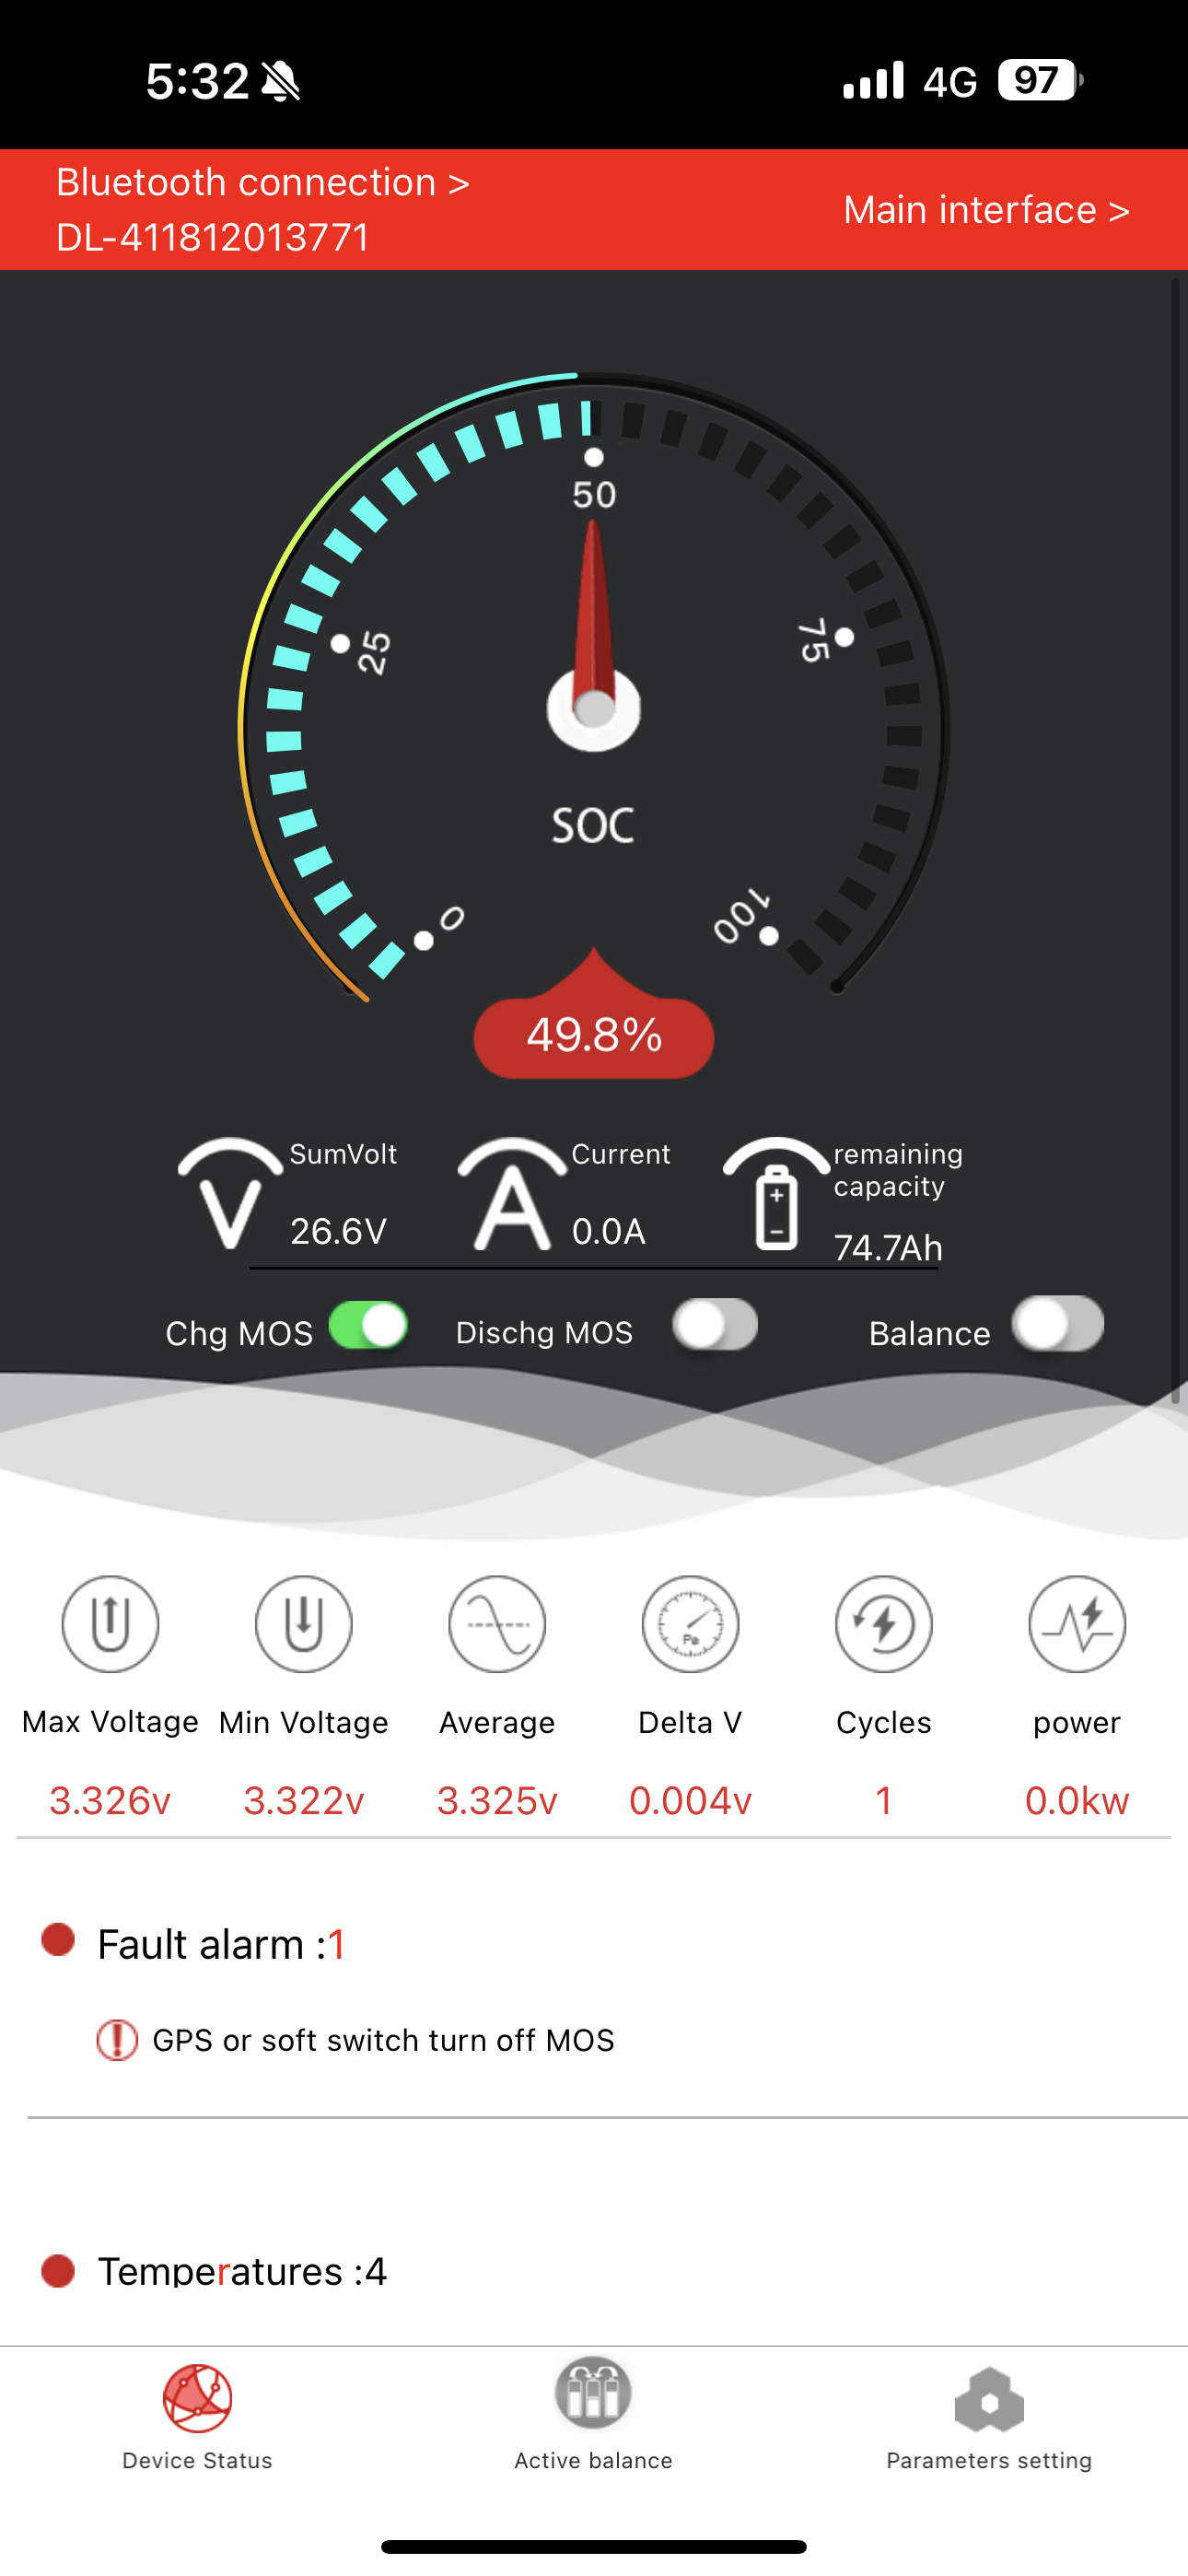 5:32
4G 97
Bluetooth connection >
DL-411812013771
Main interface >
50
25
75
SOC
0
100
49.8%
SumVolt
26.6V
Current
0.0A
remaining
capacity
74.7Ah
Chg MOS
Dischg MOS
Balance
Max Voltage
Min Voltage
Average
Delta V
Cycles
power
3.326v
3.322v
3.325v
0.004v
1
0.0kw
Fault alarm :1
GPS or soft switch turn off MOS
Temperatures :4
Device Status
Active balance
Parameters setting